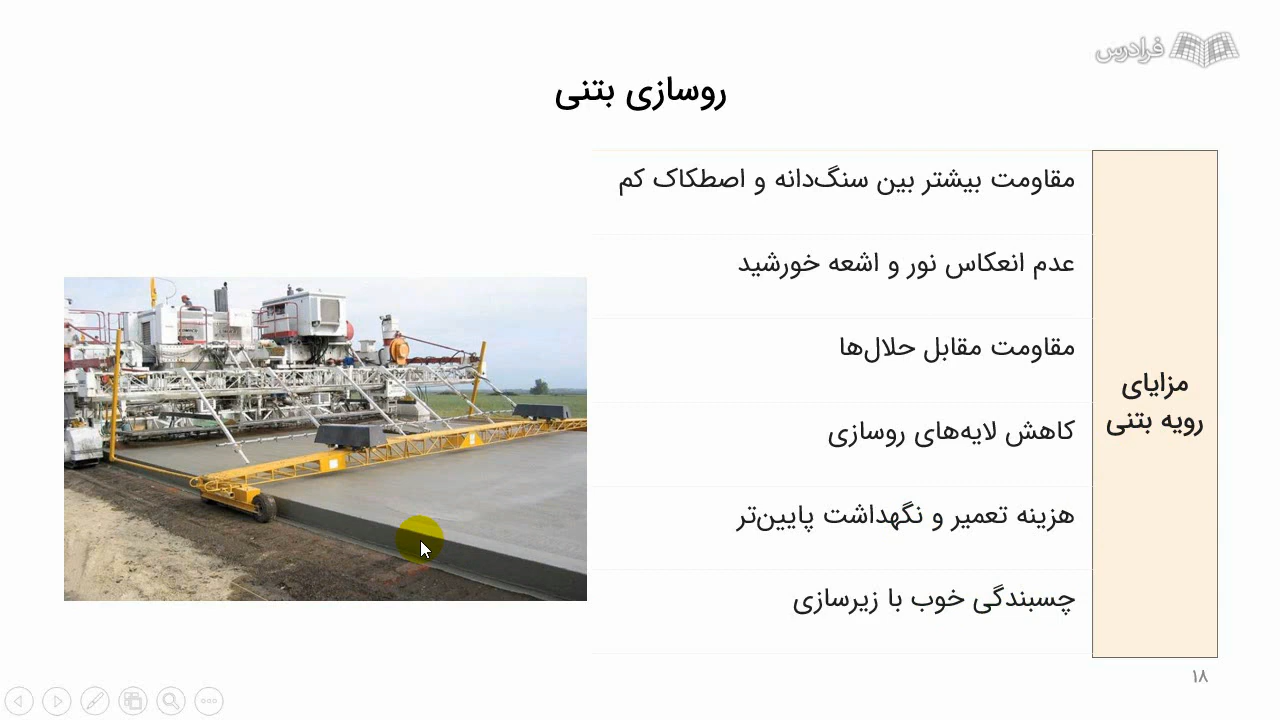 فرادرس
روسازی بتنی
مزایای
رویه بتنی
مقاومت بیشتر بین سنگ‌دانه و اصطکاک کم
عدم انعکاس نور و اشعه خورشید
مقاومت مقابل حلال‌ها
کاهش لایه‌های روسازی
هزینه تعمیر و نگهداشت پایین‌تر
چسبندگی خوب با زیرسازی
۱۸